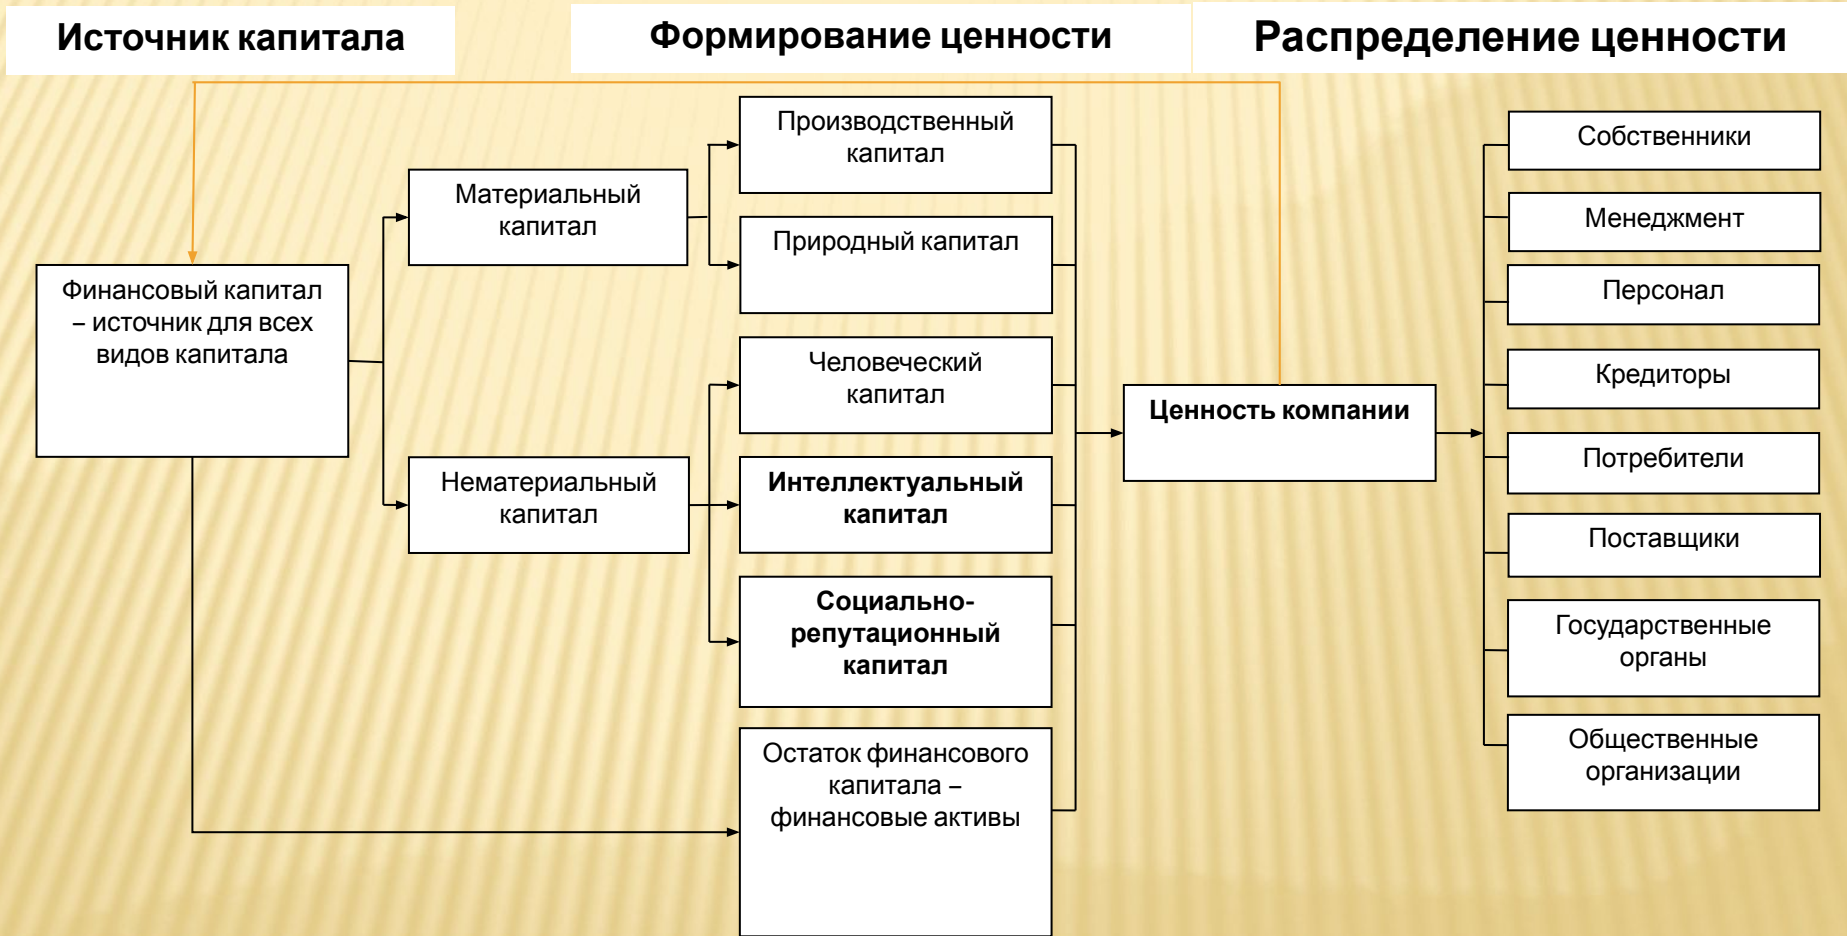 Источник капитала
Формирование ценности
Распределение ценности
Финансовый капитал
– источник для всех
видов капитала
Материальный
капитал
Нематериальный
капитал
Производственный
капитал
Природный капитал
Человеческий
капитал
Интеллектуальный
капитал
Социально-
репутационный
капитал
Остаток финансового
капитала –
финансовые активы
Ценность компании
Собственники
Менеджмент
Персонал
Кредиторы
Потребители
Поставщики
Государственные
органы
Общественные
организации